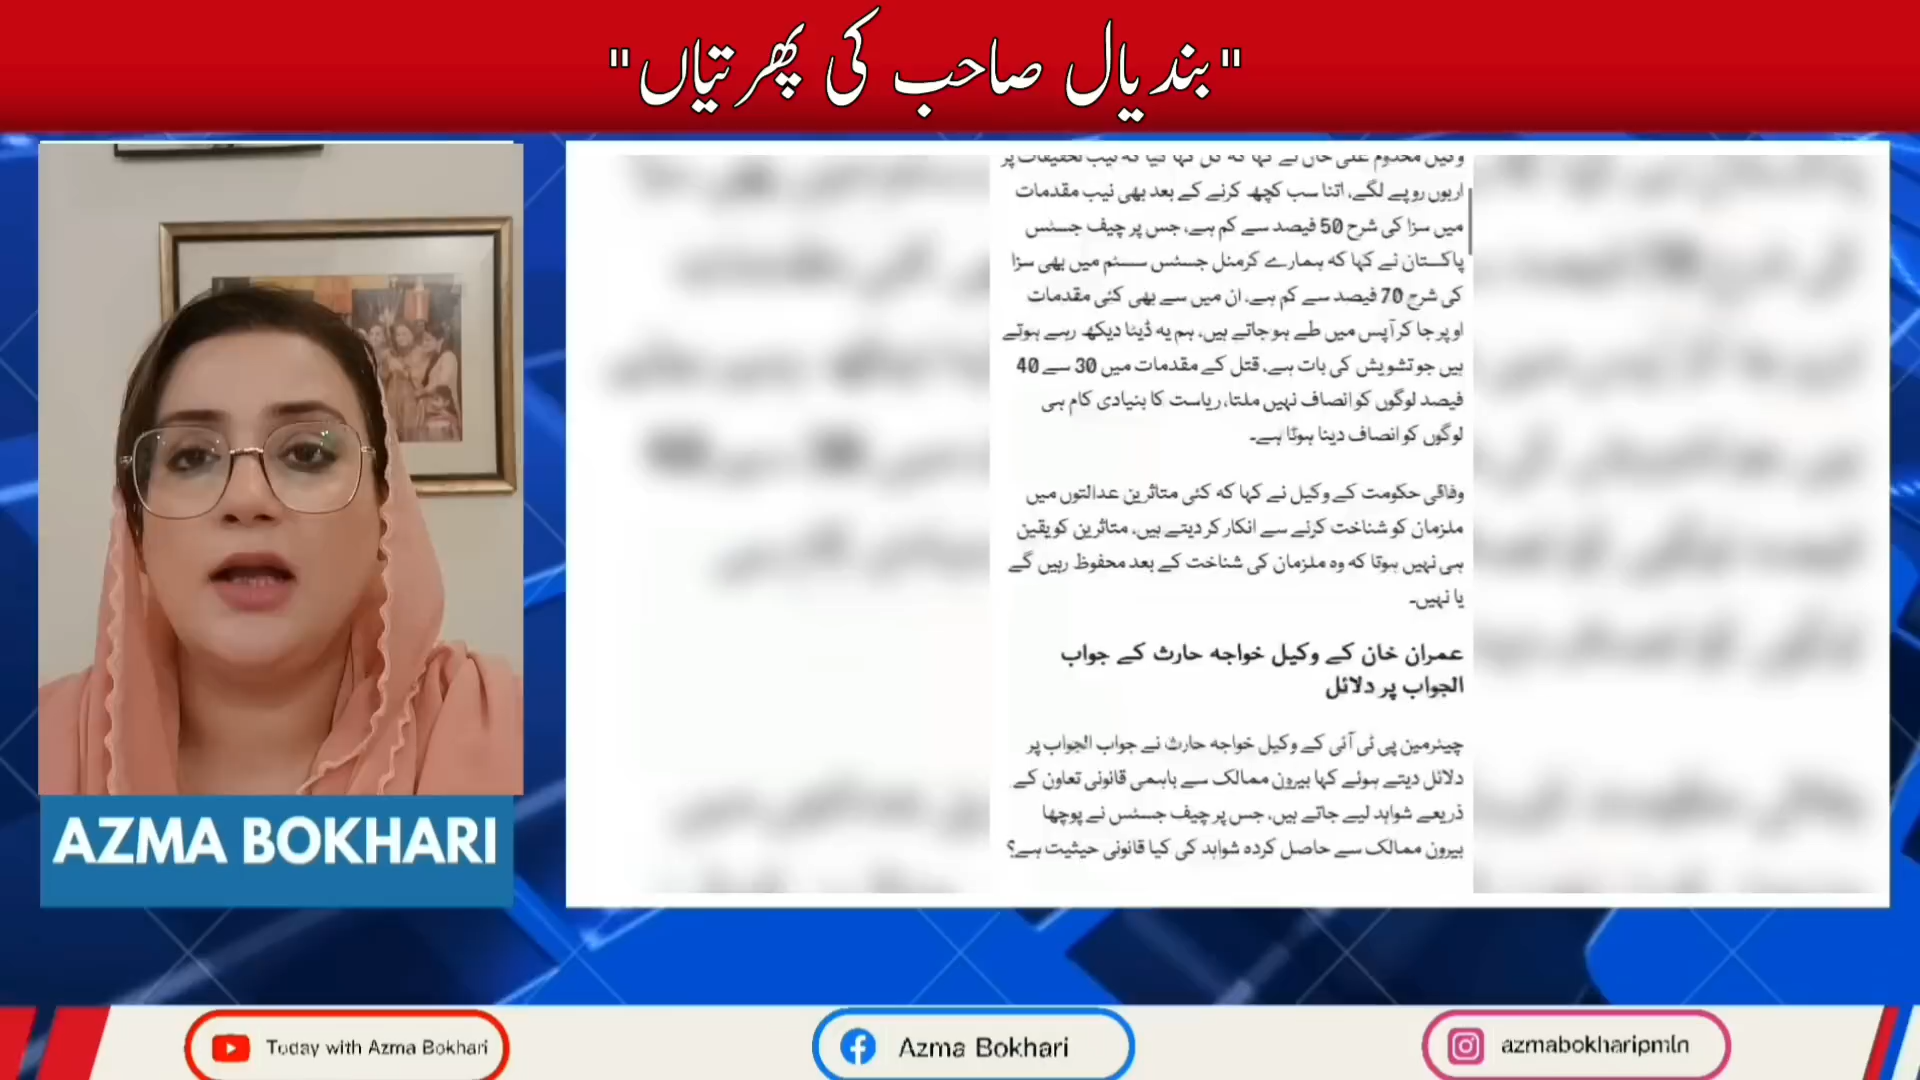 "بندیال صاحب کی پھرتیاں"
وکیل مخدوم علی خان نے کہا کہ کل کہا گیا کہ نیب تحقیقات پر
اربوں روپے لگے، اتنا سب کچھ کرنے کے بعد بھی نیب مقدمات
میں سزا کی شرح 50 فیصد سے کم ہے، جس پر چیف جسٹس
پاکستان نے کہا کہ ہمارے کرمنل جسٹس سسٹم میں بھی سزا
کی شرح 70 فیصد سے کم ہے، ان میں سے بھی کئی مقدمات
اوپر جا کر آپس میں طے ہو جاتے ہیں، ہم یہ ڈیٹا دیکھ رہے ہوتے
ہیں جو تشویش کی بات ہے، قتل کے مقدمات میں 30 سے 40
فیصد لوگوں کو انصاف نہیں ملتا، ریاست کا بنیادی کام ہی
لوگوں کو انصاف دینا ہوتا ہے۔
وفاقی حکومت کے وکیل نے کہا کہ کئی متاثرین عدالتوں میں
ملزمان کو شناخت کرنے سے انکار کر دیتے ہیں، متاثرین کو یقین
ہی نہیں ہوتا کہ وہ ملزمان کی شناخت کے بعد محفوظ رہیں گے
یا نہیں۔
عمران خان کے وکیل خواجہ حارث کے جواب
الجواب پر دلائل
چیئرمین پی ٹی آئی کے وکیل خواجہ حارث نے جواب الجواب پر
دلائل دیتے ہوئے کہا بیرون ممالک سے باہمی قانونی تعاون کے
ذریعے شواہد لیے جاتے ہیں، جس پر چیف جسٹس نے پوچھا
بیرون ممالک سے حاصل کردہ شواہد کی کیا قانونی حیثیت ہے؟
AZMA BOKHARI
Today with Azma Bokhari
Azma Bokhari
azmabokharipmln